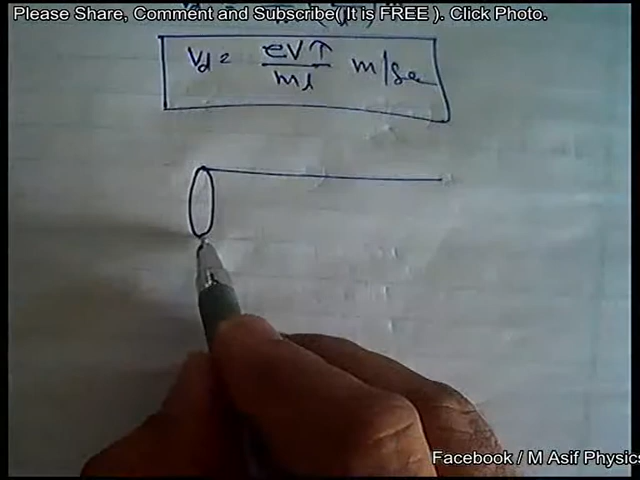 Please Share, Comment and Subscribe( It is FREE ). Click Photo.
Vd = eVτ / ml m/sec
Facebook / M Asif Physics